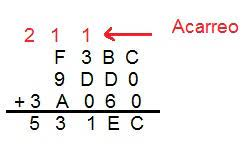 2 1 1 Acarreo
F 3 B C
9 D D 0
+ 3 A 0 6 0
5 3 1 E C